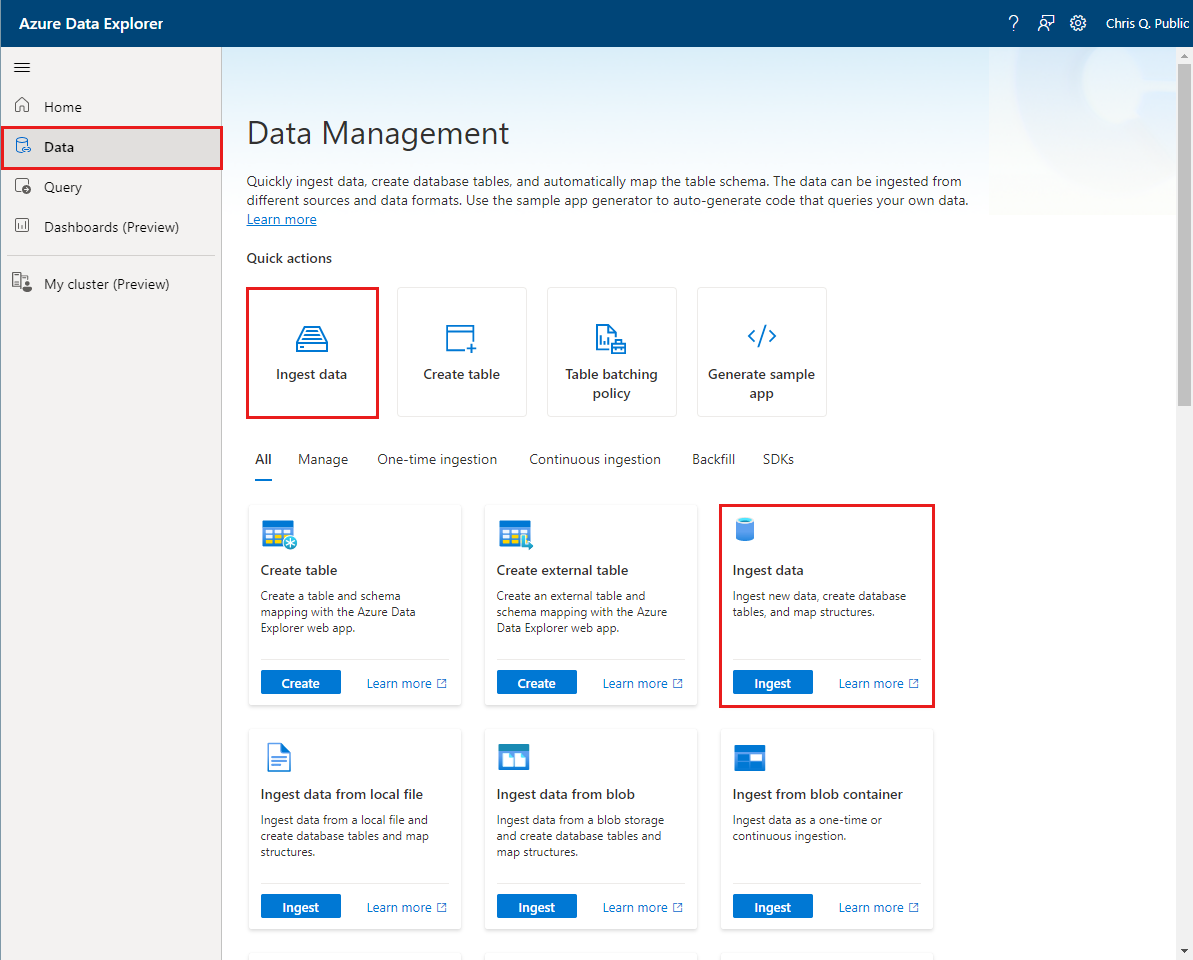 Azure Data Explorer
?
Chris Q. Public
Home
Data
Query
Dashboards (Preview)
My cluster (Preview)
Data Management
Quickly ingest data, create database tables, and automatically map the table schema. The data can be ingested from
different sources and data formats. Use the sample app generator to auto-generate code that queries your own data.
Learn more
Quick actions
Ingest data
Create table
Table batching
policy
Generate sample
app
All Manage One-time ingestion Continuous ingestion Backfill SDKs
Create table
Create a table and schema
mapping with the Azure Data
Explorer web app.
Create Learn more
Create external table
Create an external table and
schema mapping with the Azure
Data Explorer web app.
Create Learn more
Ingest data
Ingest new data, create database
tables, and map structures.
Ingest Learn more
Ingest data from local file
Ingest data from a local file and
create database tables and map
structures.
Ingest Learn more
Ingest data from blob
Ingest data from a blob storage
and create database tables and
map structures.
Ingest Learn more
Ingest from blob container
Ingest data as a one-time or
continuous ingestion.
Ingest Learn more